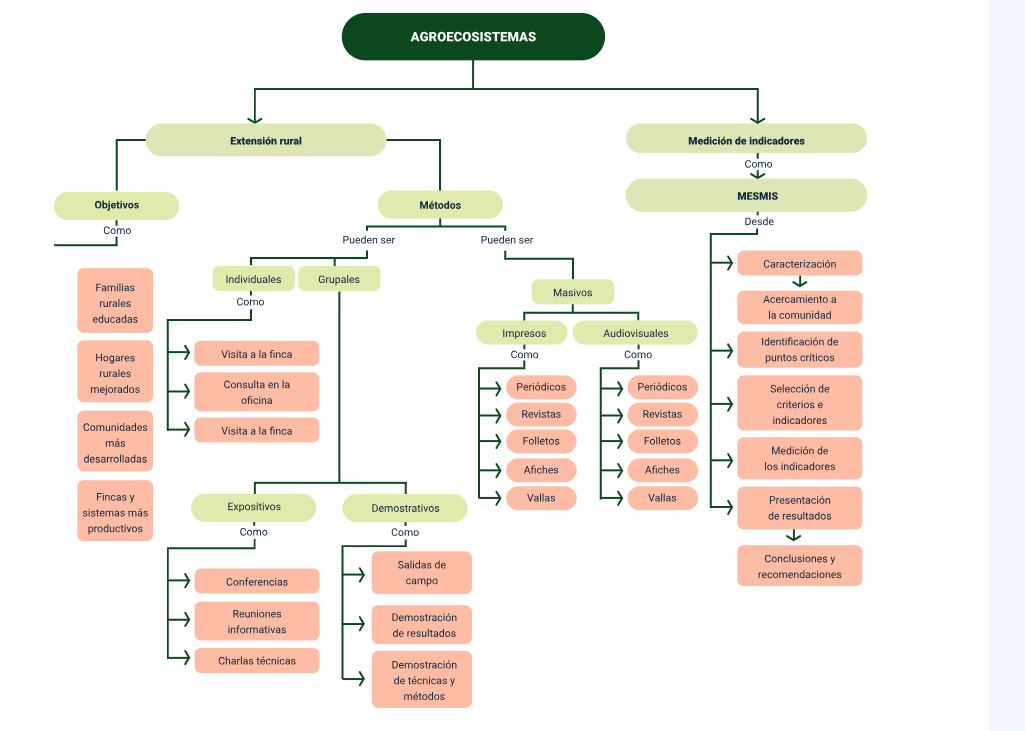 AGROECOSISTEMAS
Extensión rural
Objetivos
Como
Familias
rurales
educadas
Hogares
rurales
mejorados
Comunidades
más
desarrolladas
Fincas y
sistemas más
productivos
Métodos
Pueden ser
Pueden ser
Individuales
Como
Visita a la finca
Consulta en la
oficina
Visita a la finca
Grupales
Expositivos
Como
Conferencias
Reuniones
informativas
Charlas técnicas
Demostrativos
Como
Salidas de
campo
Demostración
de resultados
Demostración
de técnicas y
métodos
Masivos
Impresos
Como
Periódicos
Revistas
Folletos
Afiches
Vallas
Audiovisuales
Como
Periódicos
Revistas
Folletos
Afiches
Vallas
Medición de indicadores
Como
MESMIS
Desde
Caracterización
Acercamiento a
la comunidad
Identificación de
puntos críticos
Selección de
criterios e
indicadores
Medición de
los indicadores
Presentación
de resultados
Conclusiones y
recomendaciones